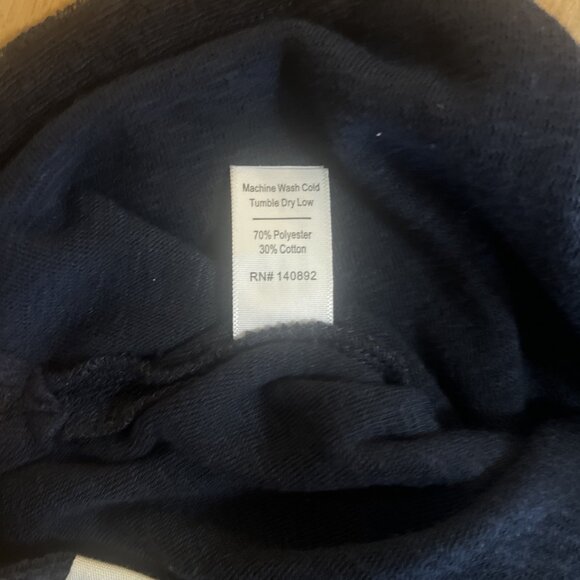 Machine Wash Cold
Tumble Dry Low
70% Polyester
30% Cotton
RN# 140892